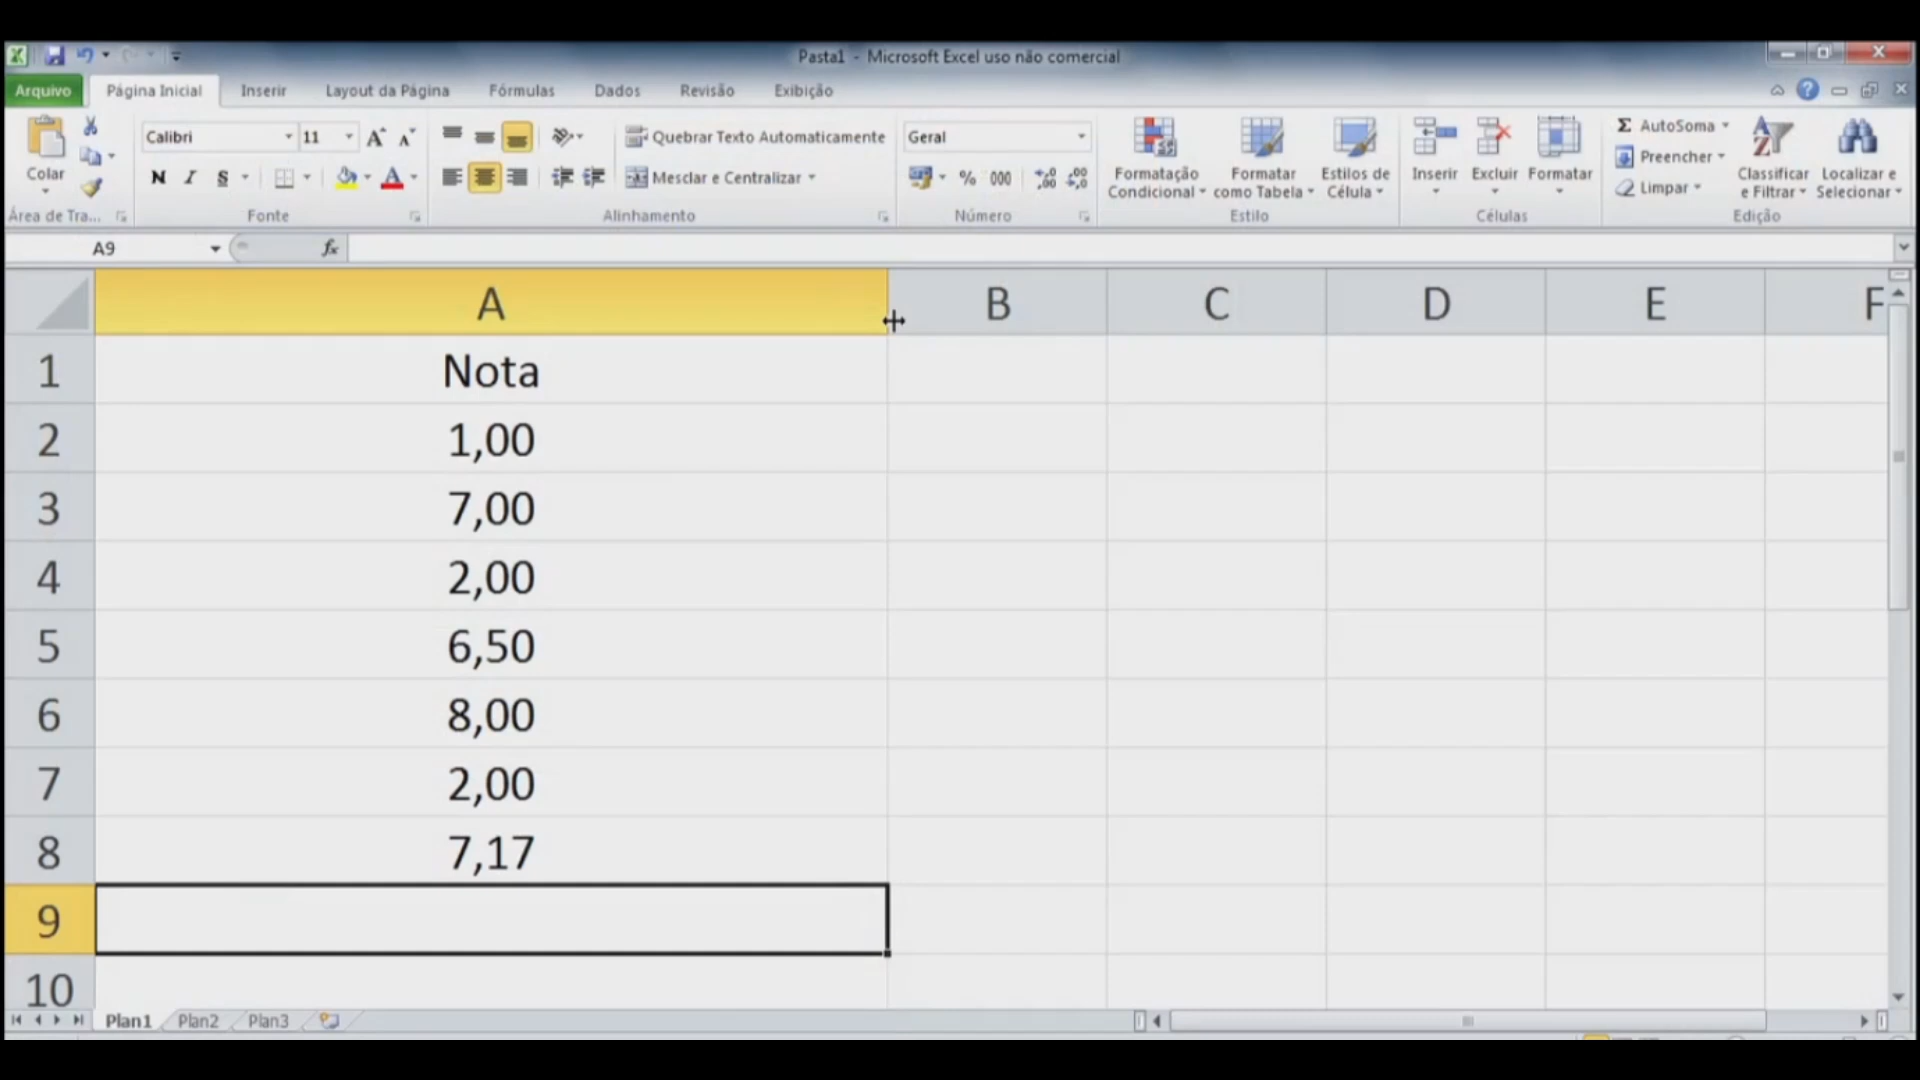 Pasta1 - Microsoft Excel uso não comercial
Arquivo Página Inicial Inserir Layout da Página Fórmulas Dados Revisão Exibição
Calibri 11 Quebrar Texto Automaticamente Geral AutoSoma
Preencher
Colar N I S Mesclar e Centralizar % 000 Formatação Condicional Formatar como Tabela Estilos de Célula Inserir Excluir Formatar Limpar Classificar e Filtrar Localizar e Selecionar
Área de Tra... Fonte Alinhamento Número Estilo Células Edição
A9 fx
A B C D E F
1 Nota
2 1,00
3 7,00
4 2,00
5 6,50
6 8,00
7 2,00
8 7,17
9
10
Plan1 Plan2 Plan3